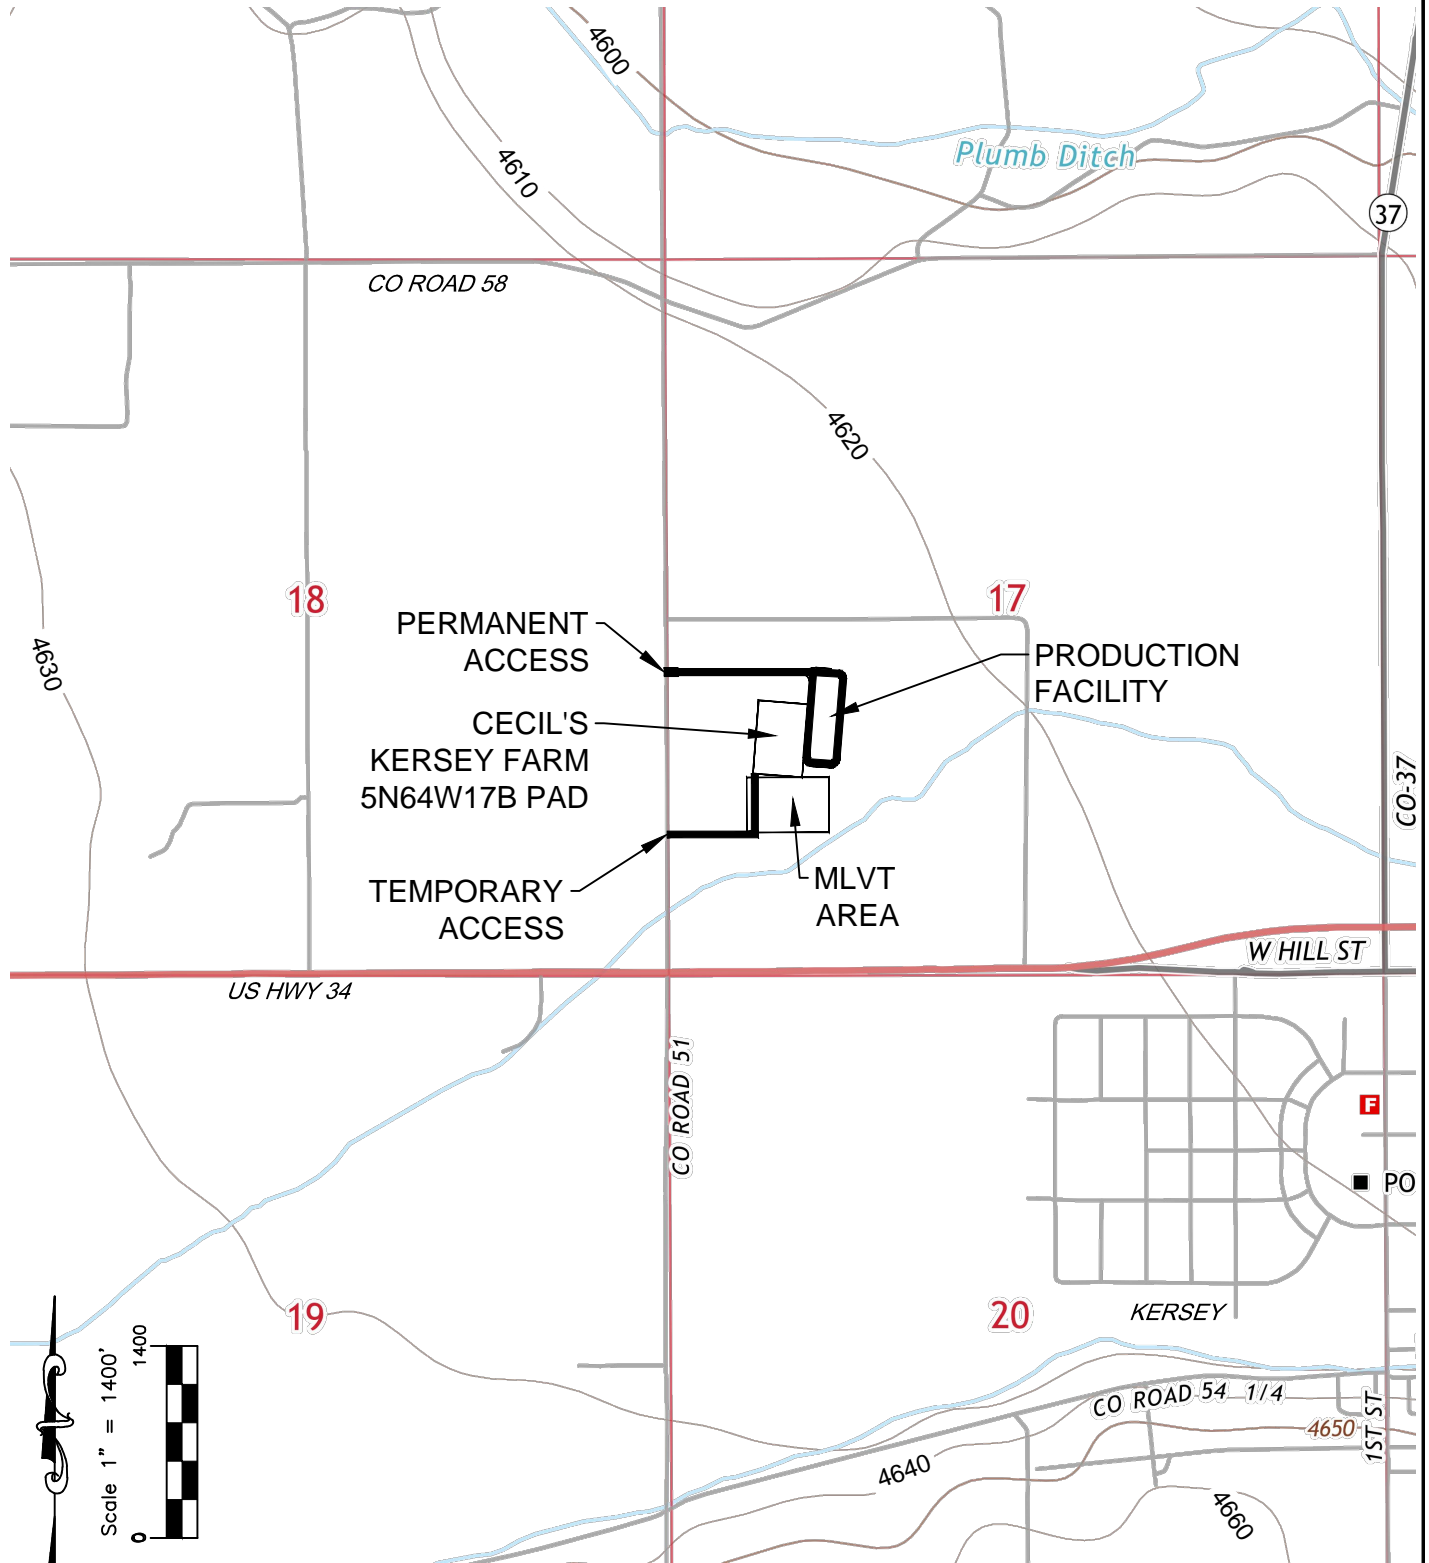 4600
4610
Plumb Ditch
37
CO ROAD 58
4620
18
17
4630
PERMANENT
ACCESS
PRODUCTION
FACILITY
CECIL'S
KERSEY FARM
5N64W17B PAD
CO-37
TEMPORARY
ACCESS
MLVT
AREA
W HILL ST
US HWY 34
CO ROAD 51
F
PO
19
20
KERSEY
1400
Scale 1" = 1400'
0
CO ROAD 54 1/4
1ST ST
4650
4640
4660